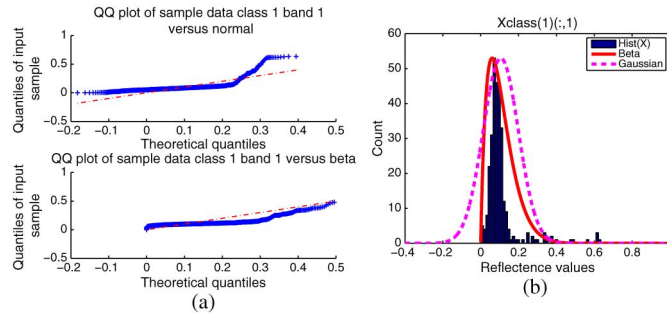 QQ plot of sample data class 1 band 1
versus normal
Quantiles of input
sample
1
0.5
0
-0.5
-0.2 -0.1 0 0.1 0.2 0.3 0.4 0.5
Theoretical quantiles
QQ plot of sample data class 1 band 1 versus beta
Quantiles of input
sample
1
0.5
0
-0.5
-0.2 -0.1 0 0.1 0.2 0.3 0.4 0.5
Theoretical quantiles
(a)
Xclass(1)(:,1)
Hist(X)
Beta
Gaussian
Count
60
50
40
30
20
10
0
-0.4 -0.2 0 0.2 0.4 0.6 0.8
Reflectence values
(b)